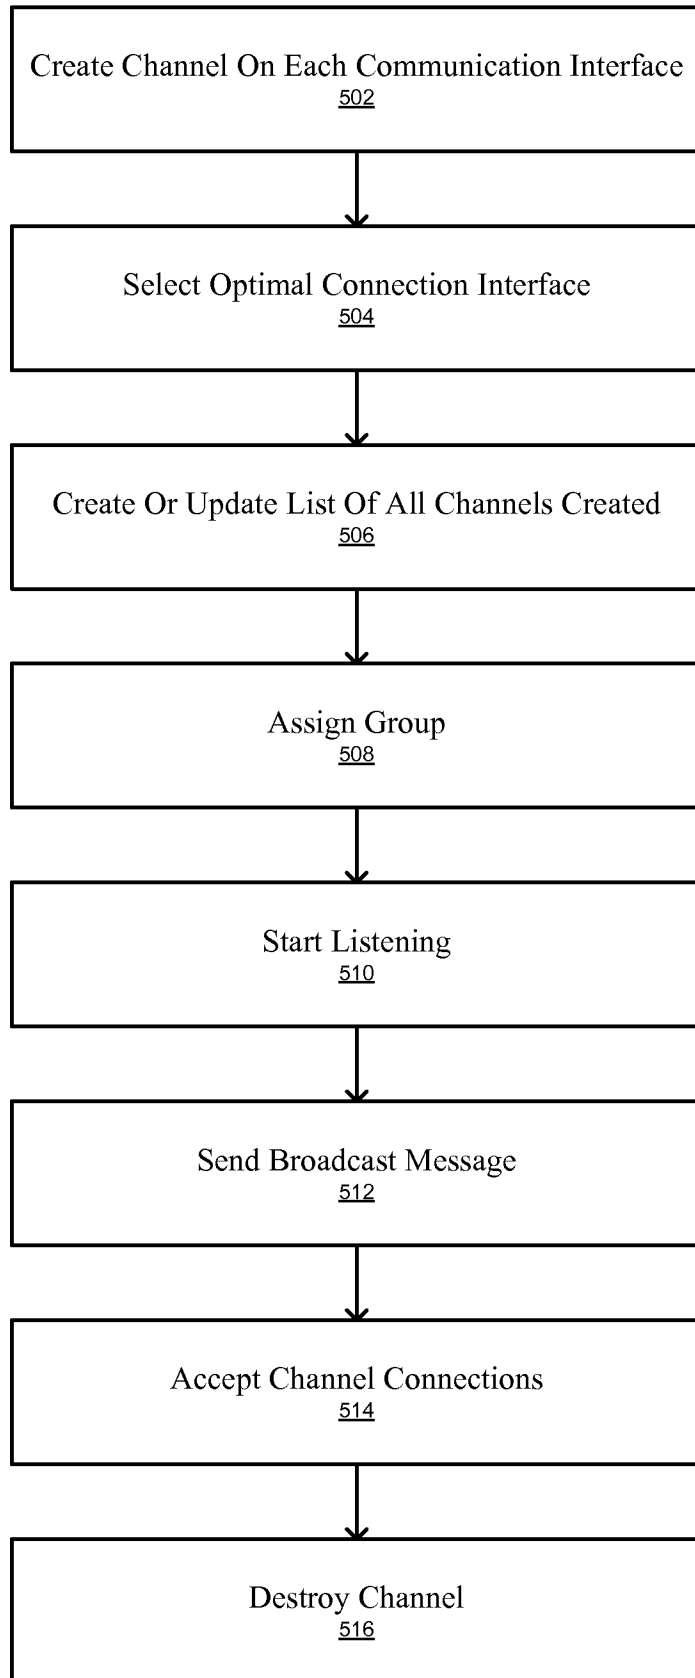 Create Channel On Each Communication Interface
502
Select Optimal Connection Interface
504
Create Or Update List Of All Channels Created
506
Assign Group
508
Start Listening
510
Send Broadcast Message
512
Accept Channel Connections
514
Destroy Channel
516